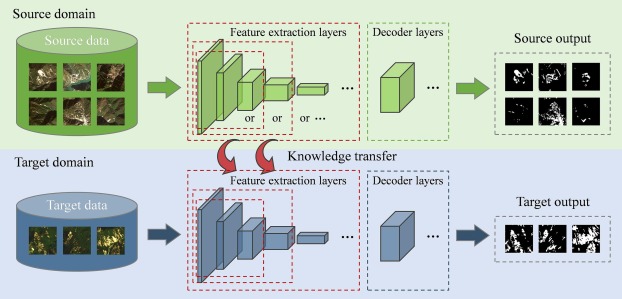 Source domain
Source data
Feature extraction layers
Decoder layers
Source output
...
...
or or or ...
Target domain
Knowledge transfer
Target data
Feature extraction layers
Decoder layers
Target output
...
...